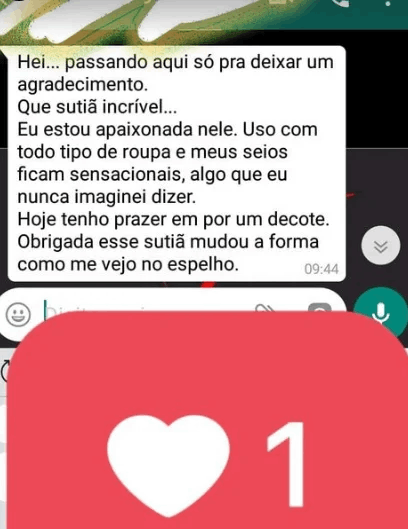 Hei... passando aqui só pra deixar um
agradecimento.
Que sutiã incrível...
Eu estou apaixonada nele. Uso com
todo tipo de roupa e meus seios
ficam sensacionais, algo que eu
nunca imaginei dizer.
Hoje tenho prazer em por um decote.
Obrigada esse sutiã mudou a forma
como me vejo no espelho.
09:44
1